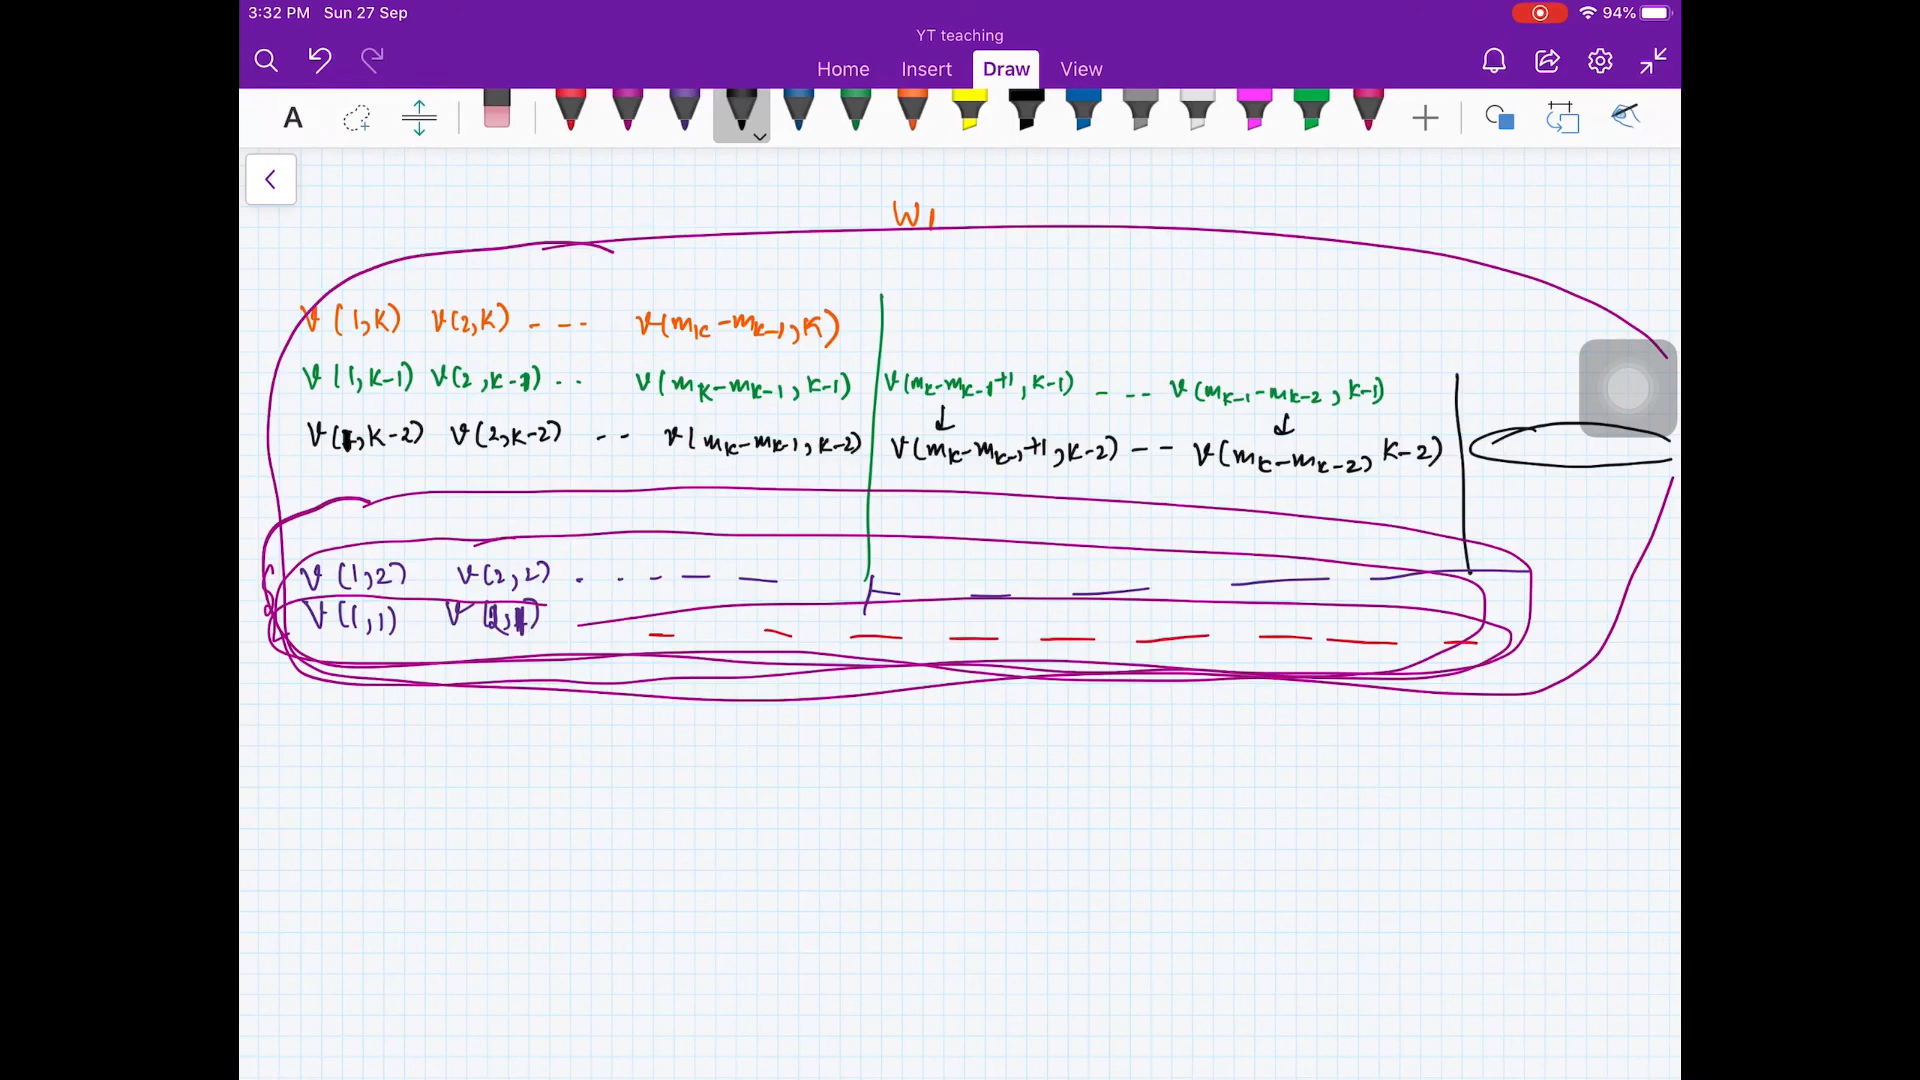 3:32 PM Sun 27 Sep 94%
YT teaching
Home Insert Draw View
A
W1
v(1,K) v(2,K) - -- v(mK-mK-1,K)
v(1,K-1) v(2,K-1) .. v(mK-mK-1, K-1) v(mK-mK-1+1, K-1) - -- v(mK-1-mK-2, K-1)
v(1,K-2) v(2,K-2) -- v(mK-mK-1, K-2) v(mK-mK-1+1, K-2) -- v(mK-mK-2, K-2)
v(1,2) v(2,2) . . - — —
v(1,1) v(2,1)